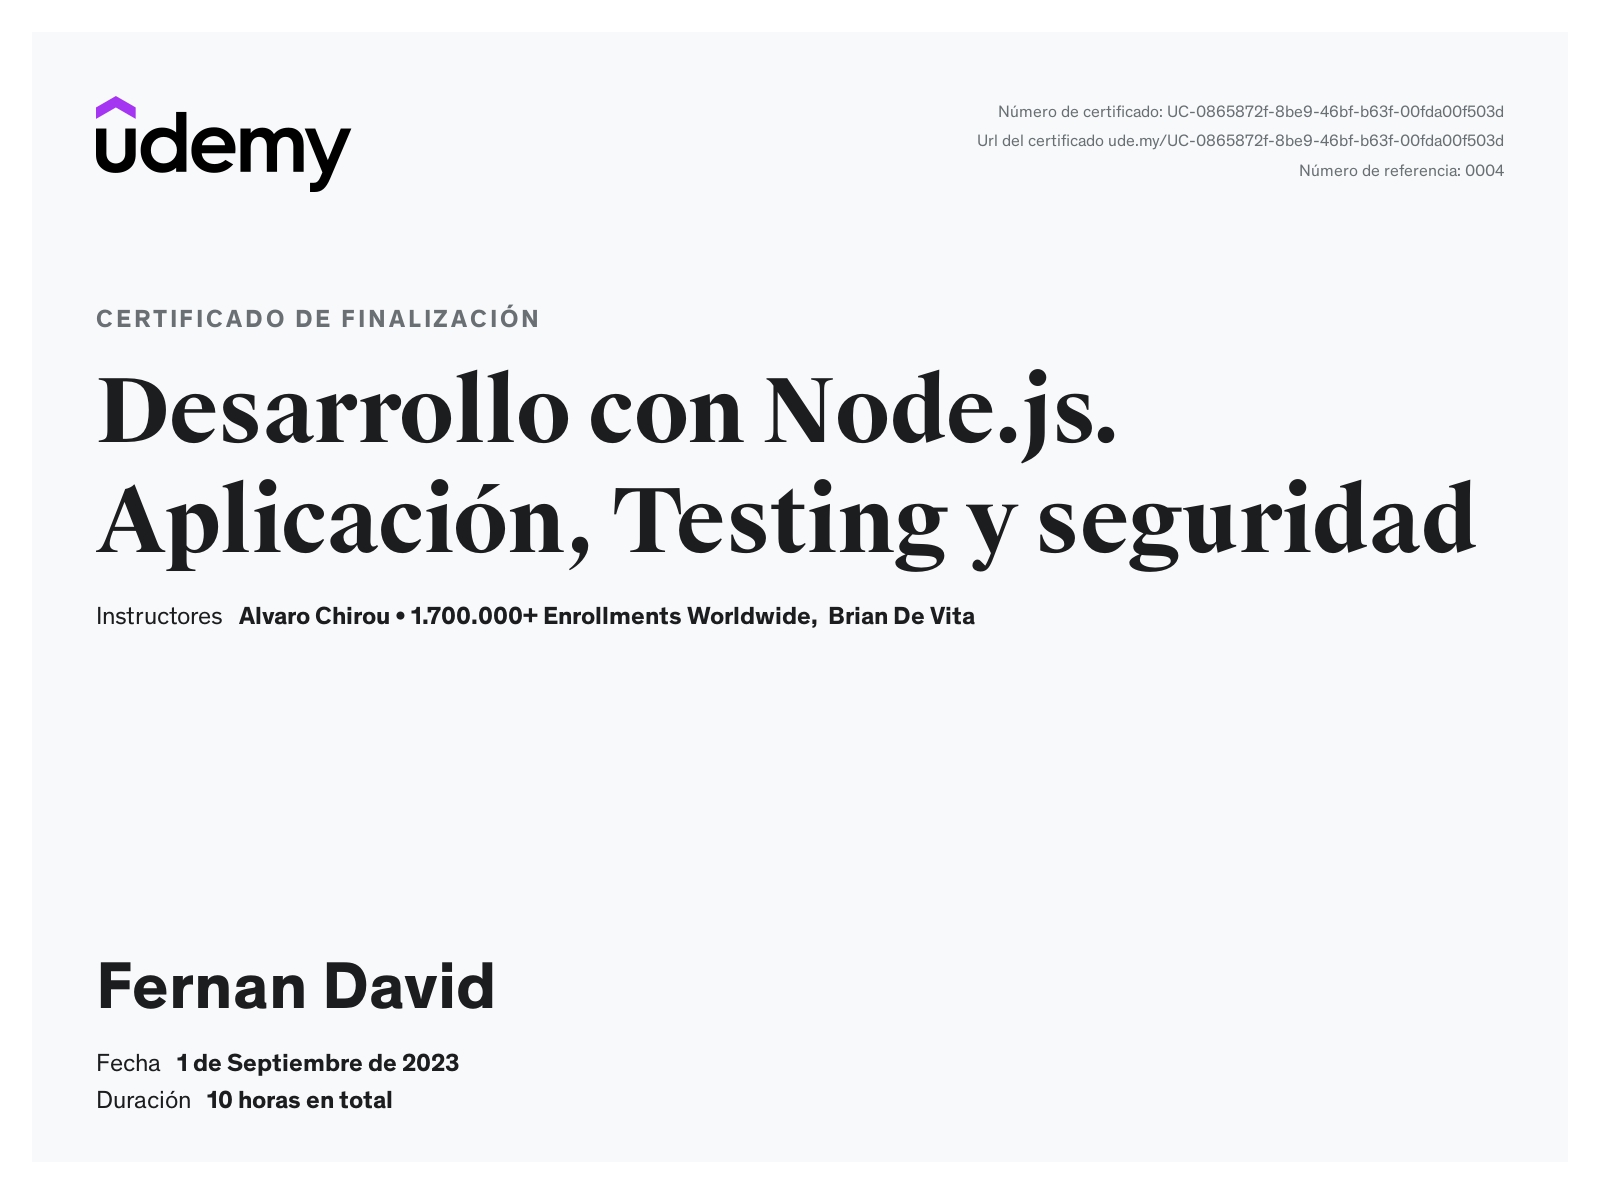 udemy
Número de certificado: UC-0865872f-8be9-46bf-b63f-00fda00f503d
Url del certificado ude.my/UC-0865872f-8be9-46bf-b63f-00fda00f503d
Número de referencia: 0004
CERTIFICADO DE FINALIZACIÓN
Desarrollo con Node.js.
Aplicación, Testing y seguridad
Instructores Alvaro Chirou • 1.700.000+ Enrollments Worldwide, Brian De Vita
Fernan David
Fecha 1 de Septiembre de 2023
Duración 10 horas en total